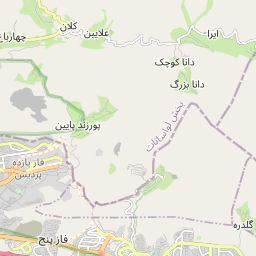 کلان
علایین
ایرا
چهارباغ
دانا کوچک
دانا بزرگ
بخش لواسانات
پورزند پایین
فاز یازده
پردیس
گلدره
فاز پنج